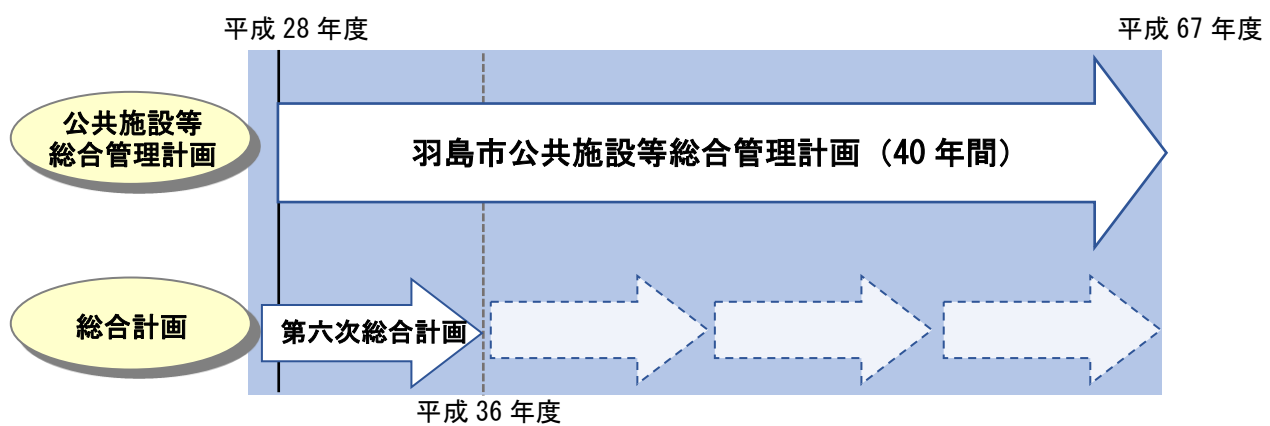 平成 28 年度
平成 67 年度
公共施設等
総合管理計画
羽島市公共施設等総合管理計画（40 年間）
総合計画
第六次総合計画
平成 36 年度